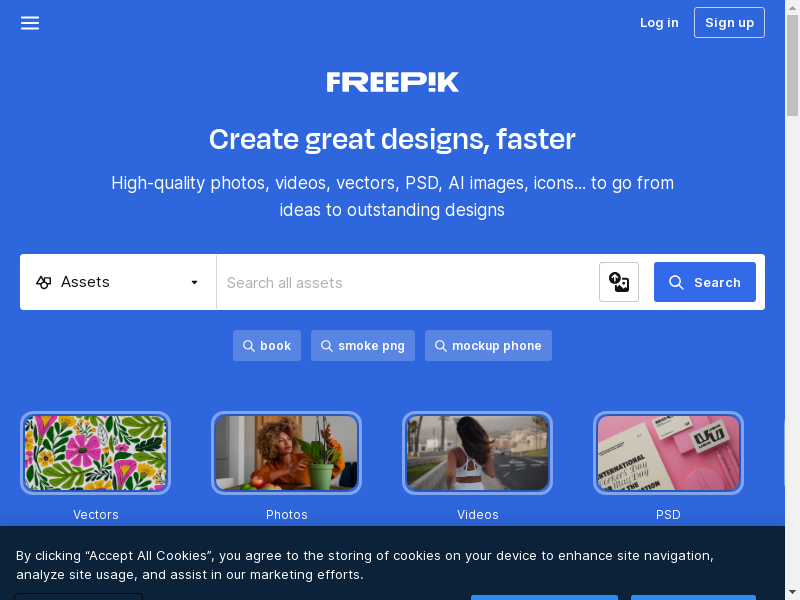 Log in
Sign up
FREEPIK
Create great designs, faster
High-quality photos, videos, vectors, PSD, AI images, icons... to go from
ideas to outstanding designs
Assets
Search all assets
Search
book
smoke png
mockup phone
Vectors
Photos
Videos
PSD
By clicking “Accept All Cookies”, you agree to the storing of cookies on your device to enhance site navigation,
analyze site usage, and assist in our marketing efforts.